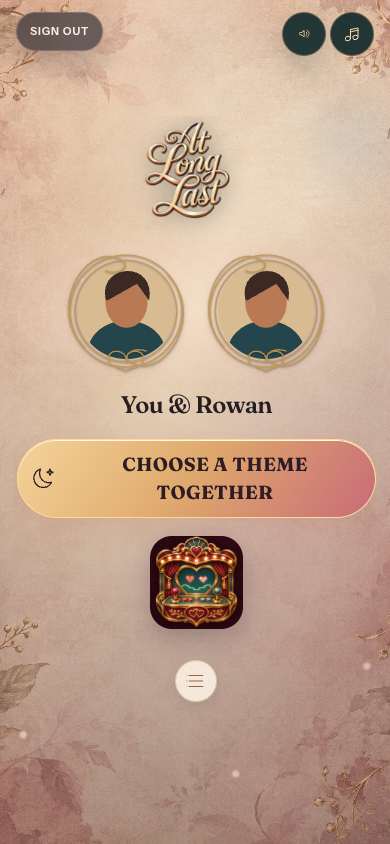 SIGN OUT
At
Long
Last
You & Rowan
CHOOSE A THEME
TOGETHER